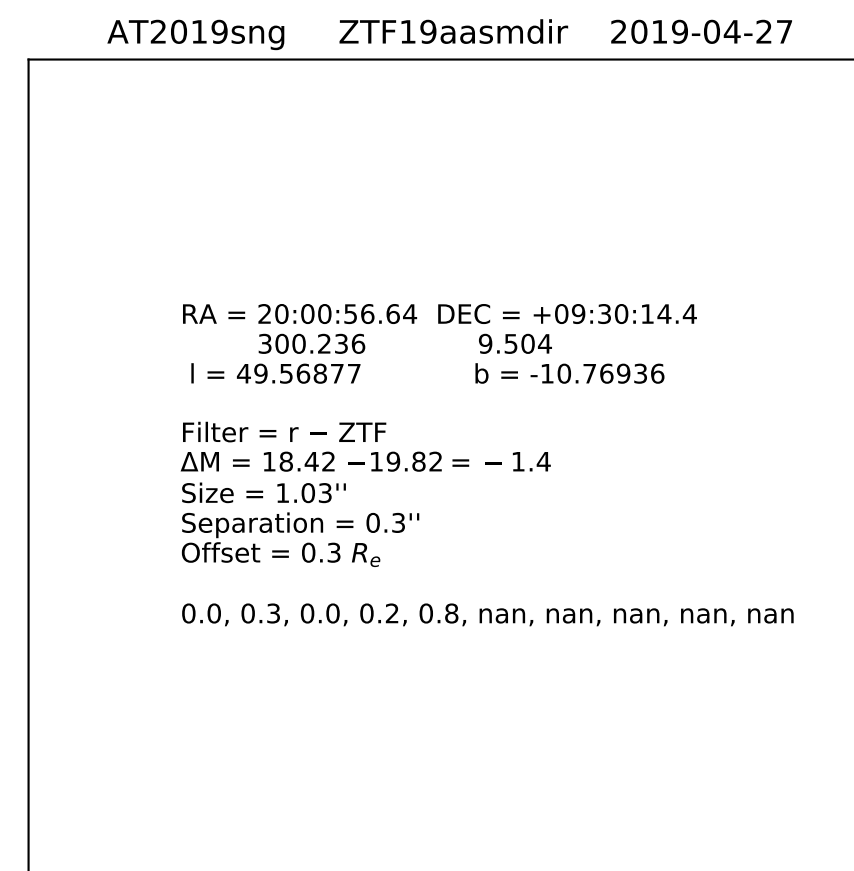 AT2019sng ZTF19aasmdir 2019-04-27
RA = 20:00:56.64 DEC = +09:30:14.4
300.236 9.504
l = 49.56877 b = -10.76936
Filter = r − ZTF
ΔM = 18.42 −19.82 = − 1.4
Size = 1.03''
Separation = 0.3''
Offset = 0.3 Re
0.0, 0.3, 0.0, 0.2, 0.8, nan, nan, nan, nan, nan